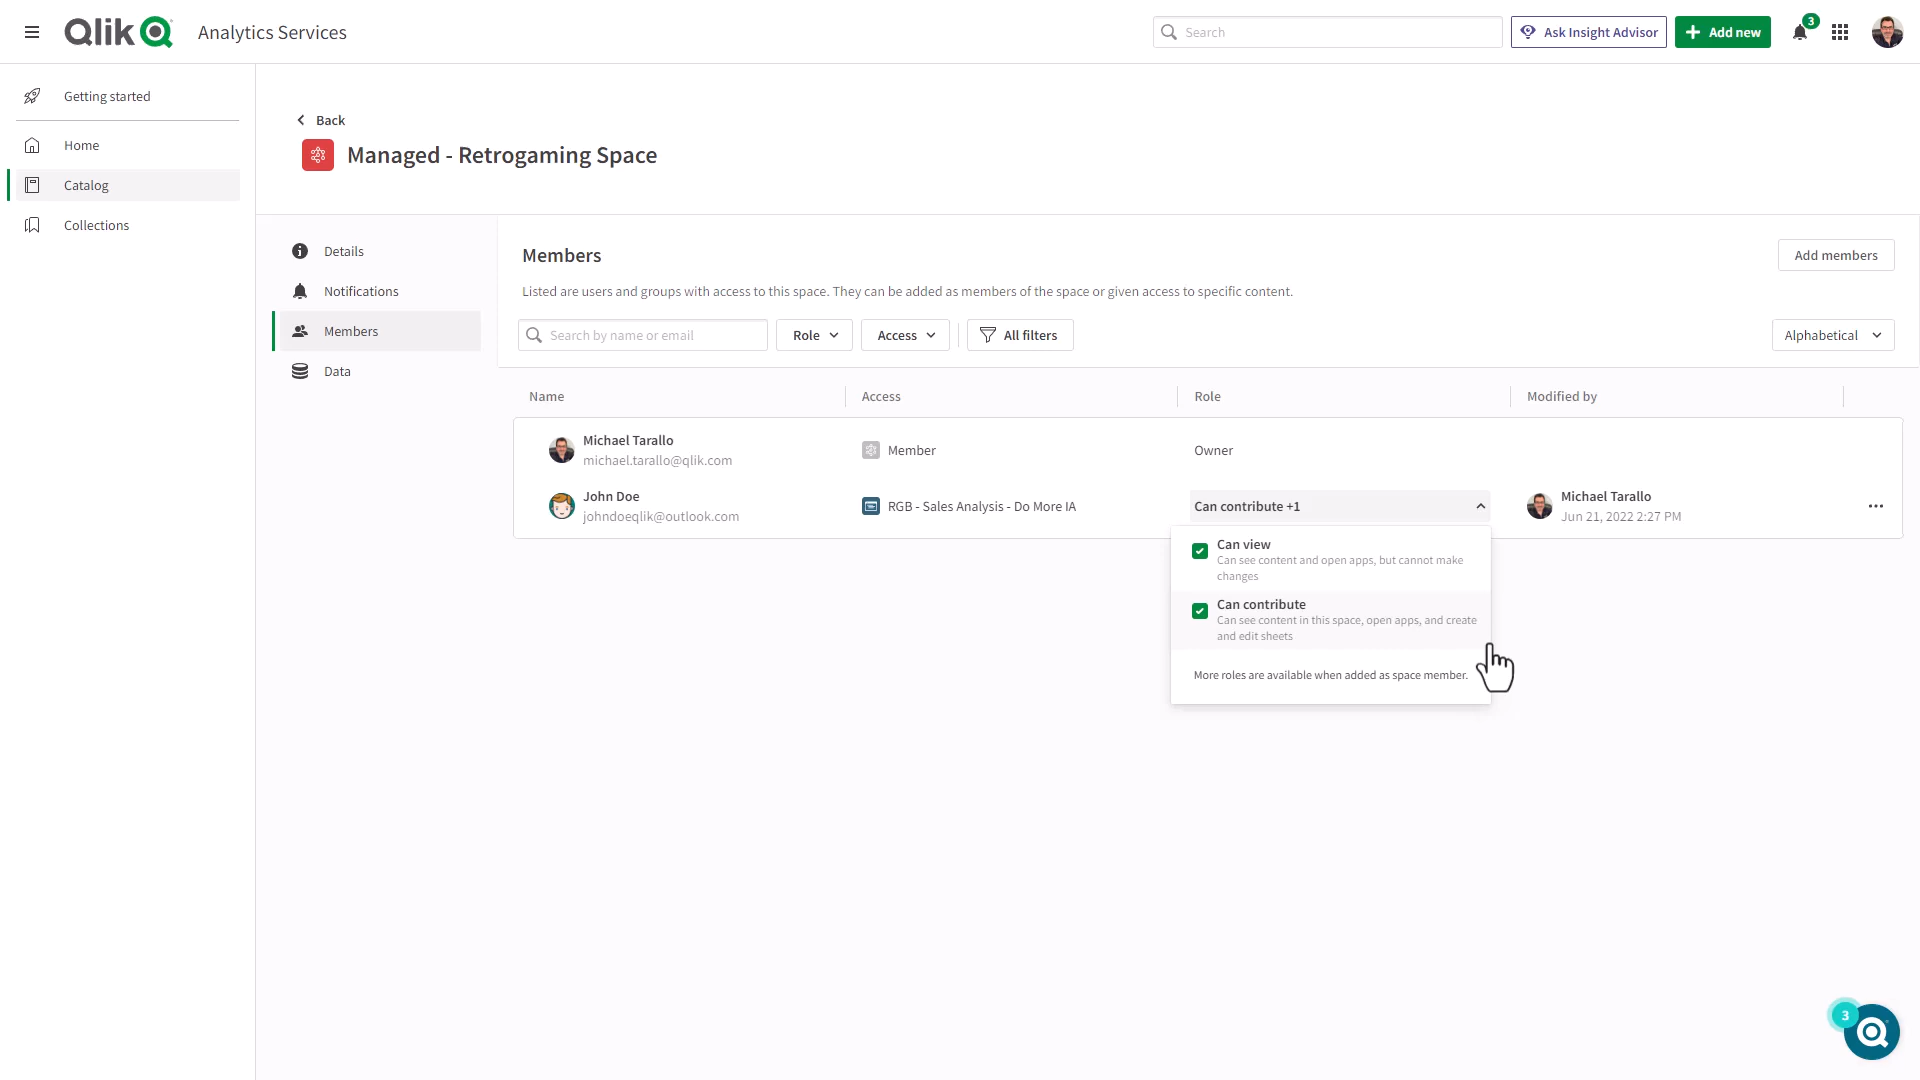 Qlik Analytics Services
Search
Ask Insight Advisor
Add new
3
Getting started
Home
Catalog
Collections
Back
Managed - Retrogaming Space
Details
Notifications
Members
Data
Members
Add members
Listed are users and groups with access to this space. They can be added as members of the space or given access to specific content.
Search by name or email
Role
Access
All filters
Alphabetical
Name Access Role Modified by
Michael Tarallo
michael.tarallo@qlik.com
Member
Owner
John Doe
johndoeqlik@outlook.com
RGB - Sales Analysis - Do More IA
Can contribute +1
Michael Tarallo
Jun 21, 2022 2:27 PM
Can view
Can see content and open apps, but cannot make
changes
Can contribute
Can see content in this space, open apps, and create
and edit sheets
More roles are available when added as space member.
3